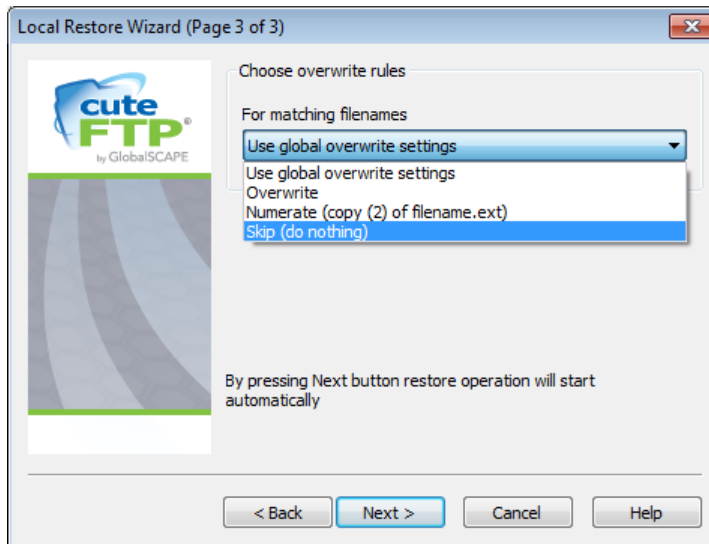 Local Restore Wizard (Page 3 of 3)
cute
FTP®
by GlobalSCAPE
Choose overwrite rules
For matching filenames
Use global overwrite settings
Use global overwrite settings
Overwrite
Numerate (copy (2) of filename.ext)
Skip (do nothing)
By pressing Next button restore operation will start
automatically
< Back
Next >
Cancel
Help